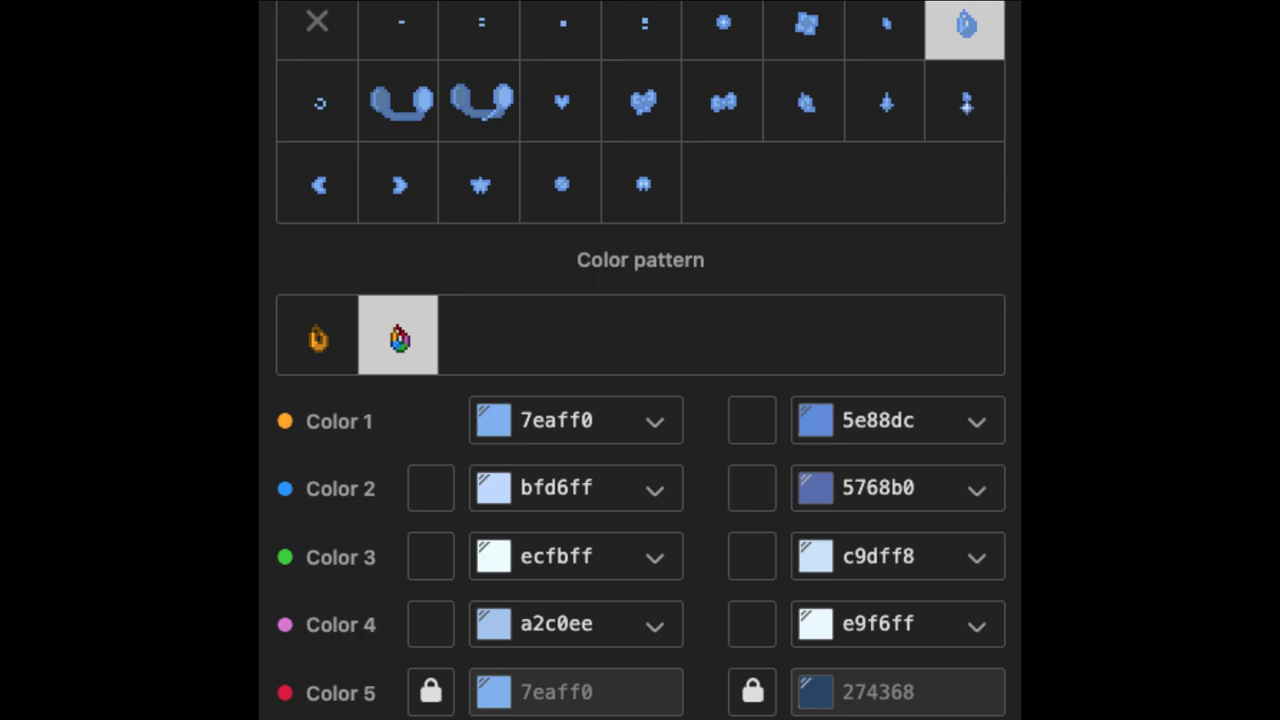 Color pattern
Color 1 7eaff0 5e88dc
Color 2 bfd6ff 5768b0
Color 3 ecfbff c9dff8
Color 4 a2c0ee e9f6ff
Color 5 7eaff0 274368